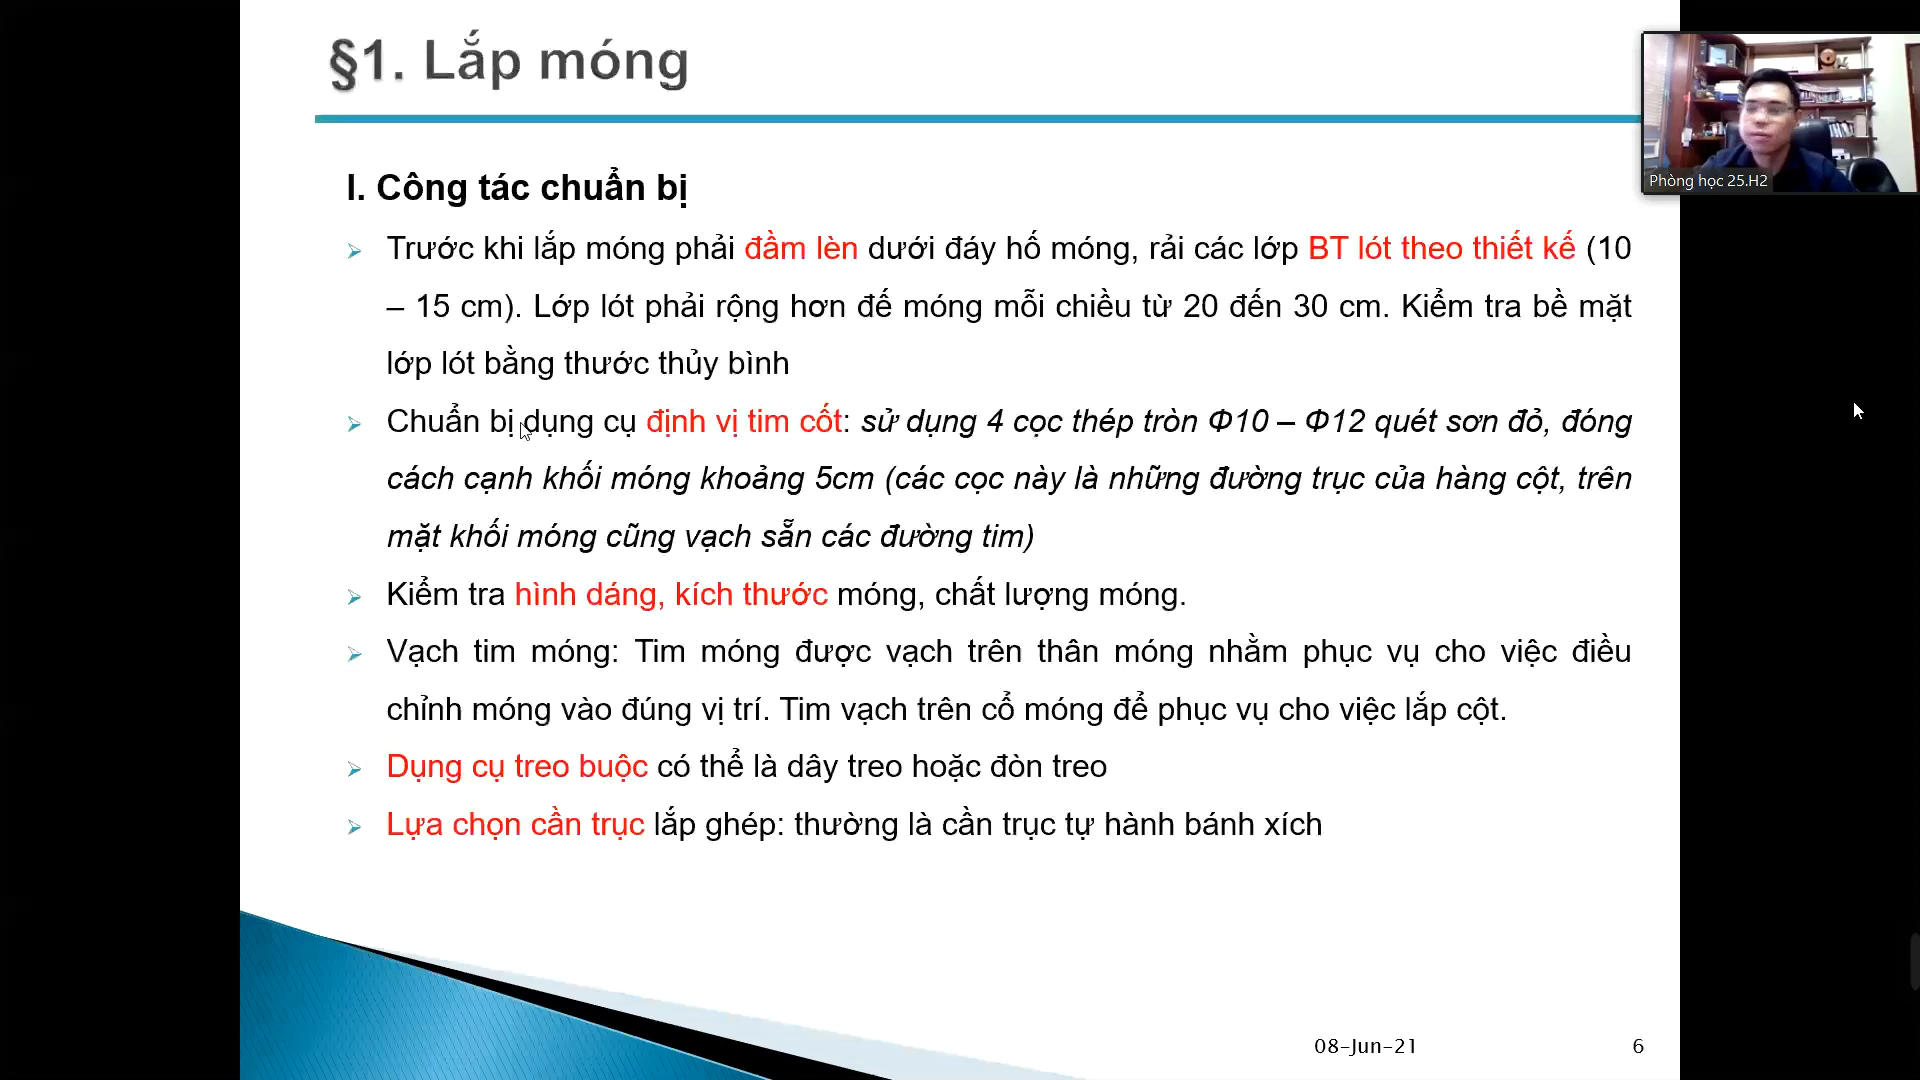 §1. Lắp móng
Phòng học 25.H2
I. Công tác chuẩn bị
Trước khi lắp móng phải đầm lèn dưới đáy hố móng, rải các lớp BT lót theo thiết kế (10
– 15 cm). Lớp lót phải rộng hơn đế móng mỗi chiều từ 20 đến 30 cm. Kiểm tra bề mặt
lớp lót bằng thước thủy bình
Chuẩn bị dụng cụ định vị tim cốt: sử dụng 4 cọc thép tròn Φ10 – Φ12 quét sơn đỏ, đóng
cách cạnh khối móng khoảng 5cm (các cọc này là những đường trục của hàng cột, trên
mặt khối móng cũng vạch sẵn các đường tim)
Kiểm tra hình dáng, kích thước móng, chất lượng móng.
Vạch tim móng: Tim móng được vạch trên thân móng nhằm phục vụ cho việc điều
chỉnh móng vào đúng vị trí. Tim vạch trên cổ móng để phục vụ cho việc lắp cột.
Dụng cụ treo buộc có thể là dây treo hoặc đòn treo
Lựa chọn cần trục lắp ghép: thường là cần trục tự hành bánh xích
08-Jun-21
6